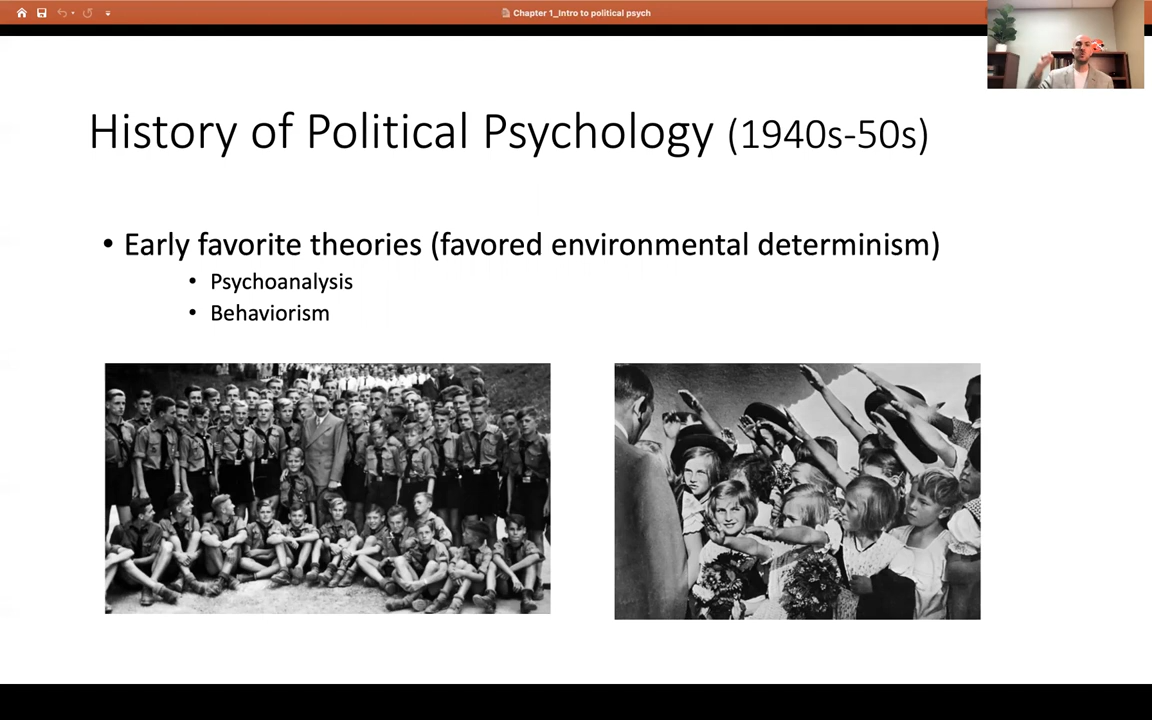 Chapter 1_Intro to political psych
History of Political Psychology (1940s-50s)
• Early favorite theories (favored environmental determinism)
• Psychoanalysis
• Behaviorism